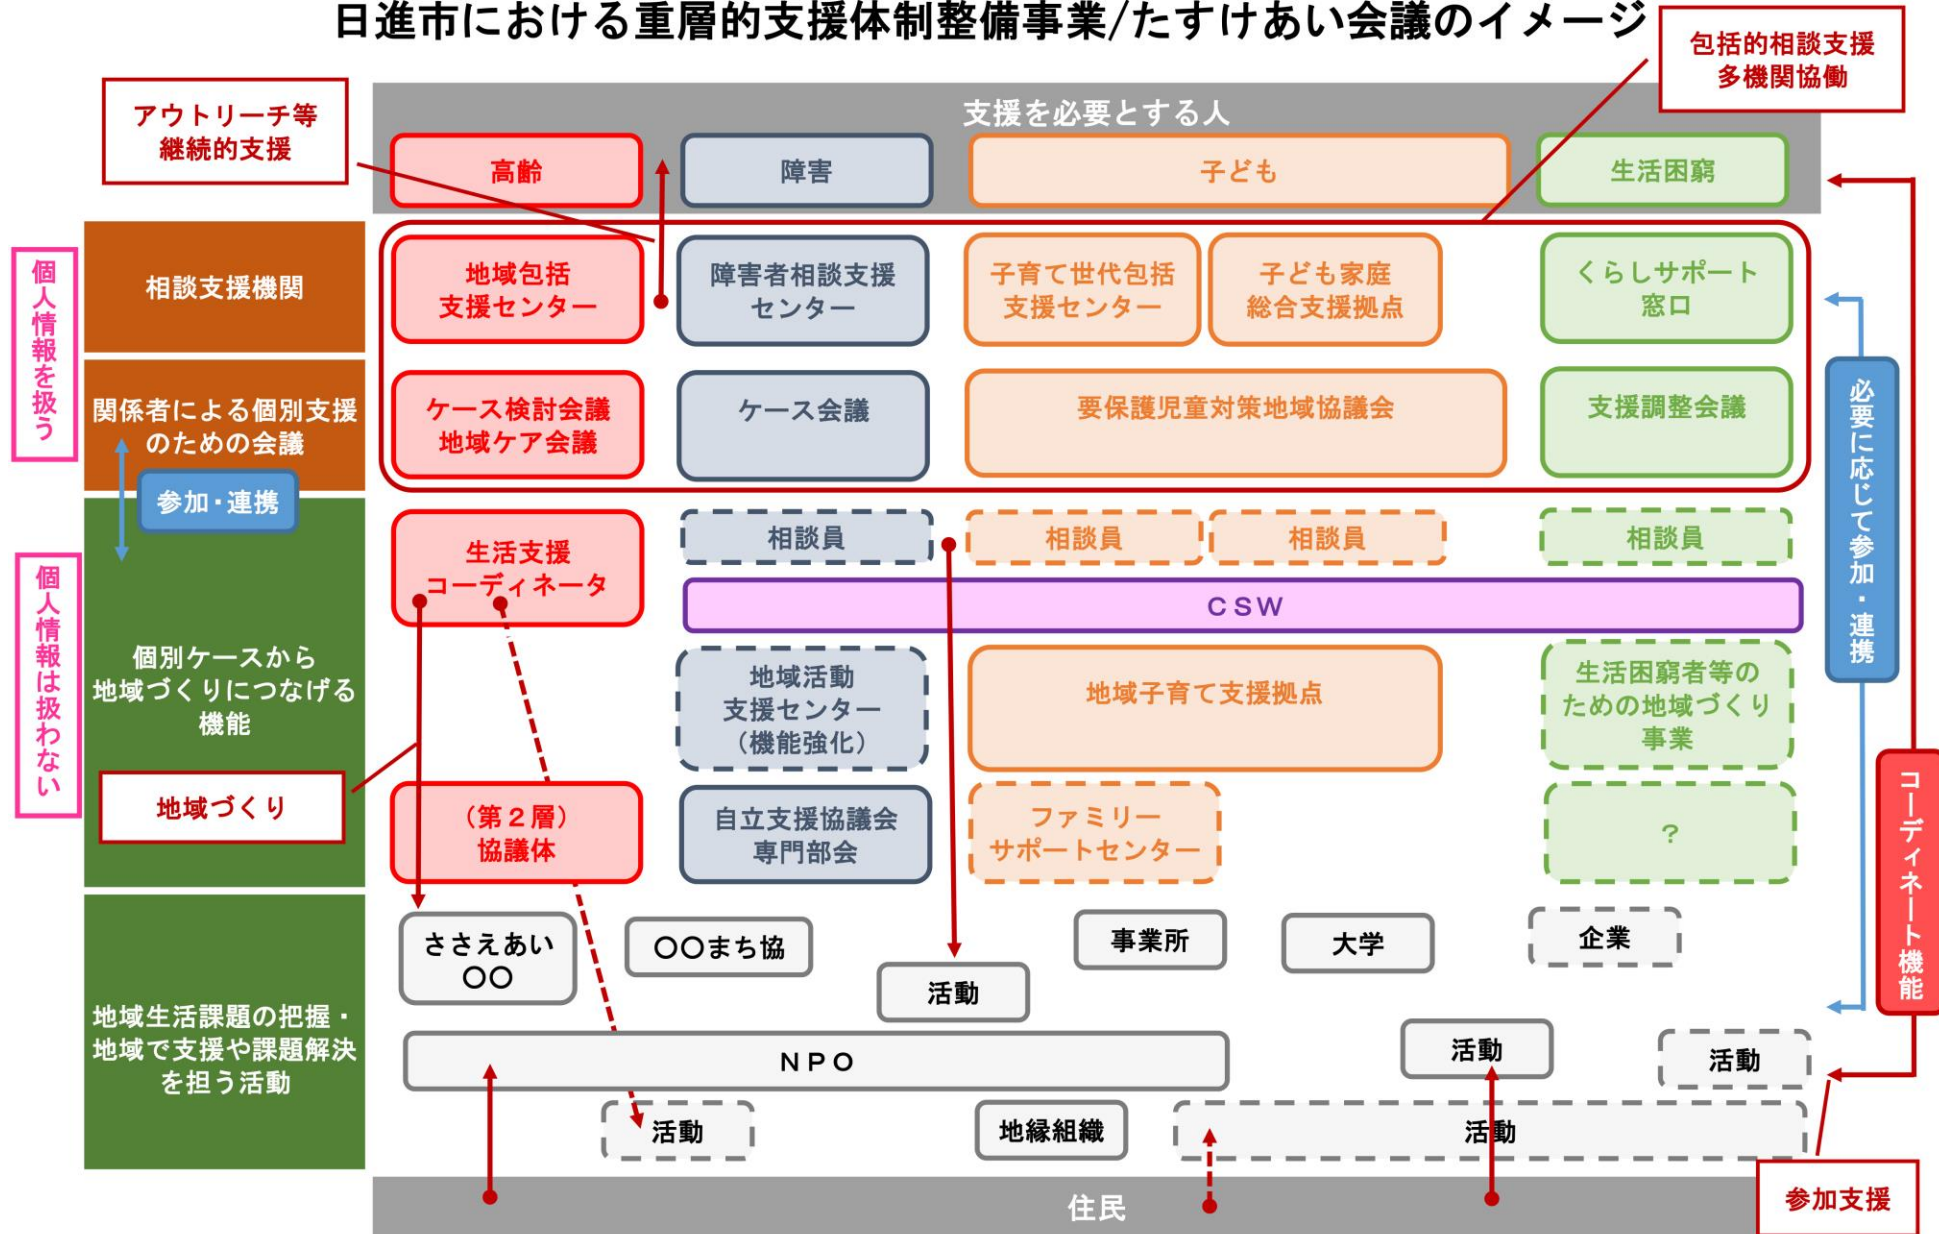 日進市における重層的支援体制整備事業/たすけあい会議のイメージ
包括的相談支援
多機関協働
アウトリーチ等
継続的支援
支援を必要とする人
高齢
障害
子ども
生活困窮
個人情報を扱う
相談支援機関
地域包括
支援センター
障害者相談支援
センター
子育て世代包括
支援センター
子ども家庭
総合支援拠点
くらしサポート
窓口
関係者による個別支援
のための会議
ケース検討会議
地域ケア会議
ケース会議
要保護児童対策地域協議会
支援調整会議
参加・連携
必要に応じて参加・連携
個人情報は扱わない
個別ケースから
地域づくりにつなげる
機能
生活支援
コーディネータ
相談員
相談員
相談員
相談員
CSW
地域活動
支援センター
（機能強化）
地域子育て支援拠点
生活困窮者等の
ための地域づくり
事業
地域づくり
（第２層）
協議体
自立支援協議会
専門部会
ファミリー
サポートセンター
？
コーディネート機能
地域生活課題の把握・
地域で支援や課題解決
を担う活動
ささえあい
〇〇
〇〇まち協
活動
事業所
大学
企業
NPO
活動
活動
活動
地縁組織
活動
住民
参加支援